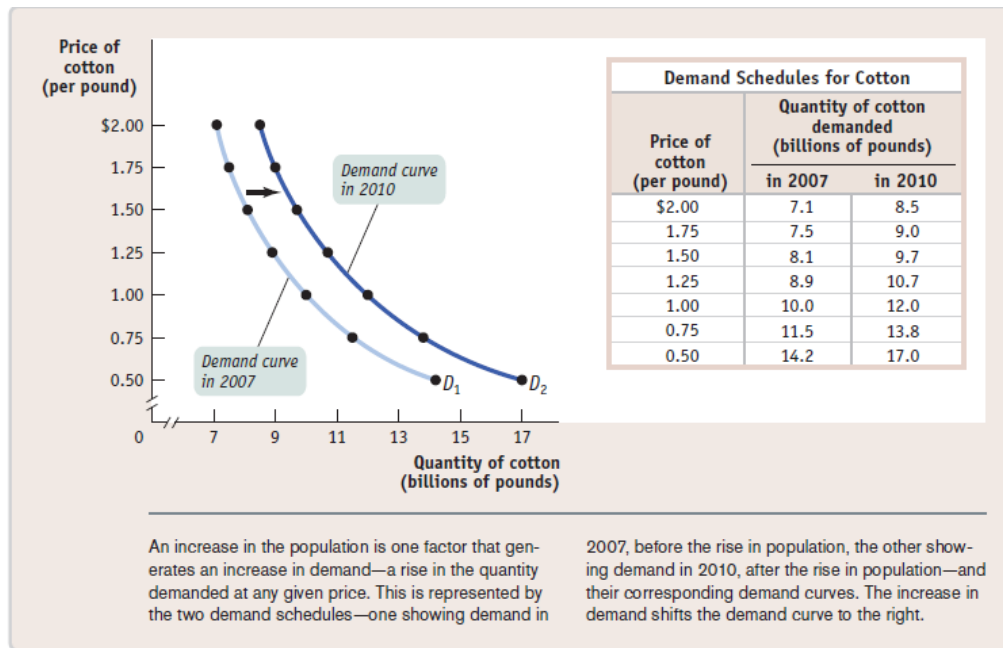 Price of
cotton
(per pound)
$2.00
1.75
1.50
1.25
1.00
0.75
0.50
0
7
9
11
13
15
17
Quantity of cotton
(billions of pounds)
Demand curve
in 2010
Demand curve
in 2007
D1
D2
Demand Schedules for Cotton
Quantity of cotton
demanded
(billions of pounds)
Price of
cotton
(per pound)
in 2007 in 2010
$2.00 7.1 8.5
1.75 7.5 9.0
1.50 8.1 9.7
1.25 8.9 10.7
1.00 10.0 12.0
0.75 11.5 13.8
0.50 14.2 17.0
An increase in the population is one factor that gen-
erates an increase in demand—a rise in the quantity
demanded at any given price. This is represented by
the two demand schedules—one showing demand in
2007, before the rise in population, the other show-
ing demand in 2010, after the rise in population—and
their corresponding demand curves. The increase in
demand shifts the demand curve to the right.